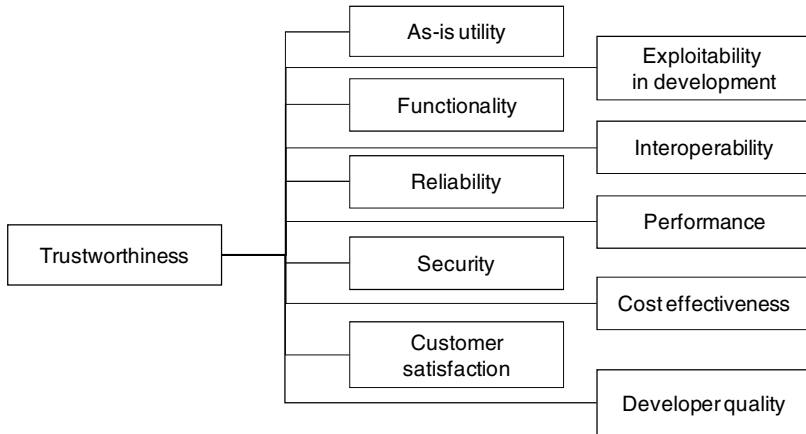 As-is utility
Exploitability
in development
Functionality
Interoperability
Reliability
Performance
Trustworthiness
Security
Cost effectiveness
Customer
satisfaction
Developer quality